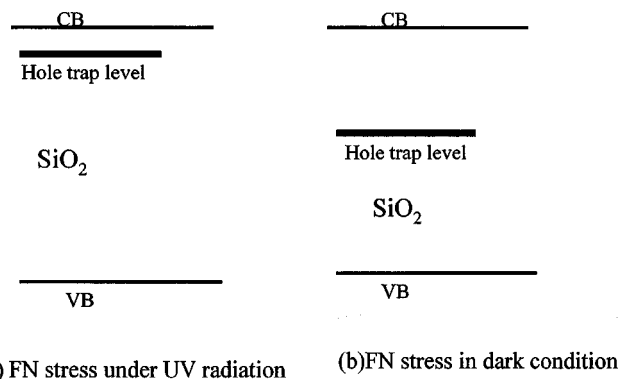 CB
Hole trap level
SiO2
VB
) FN stress under UV radiation
CB
Hole trap level
SiO2
VB
(b)FN stress in dark condition